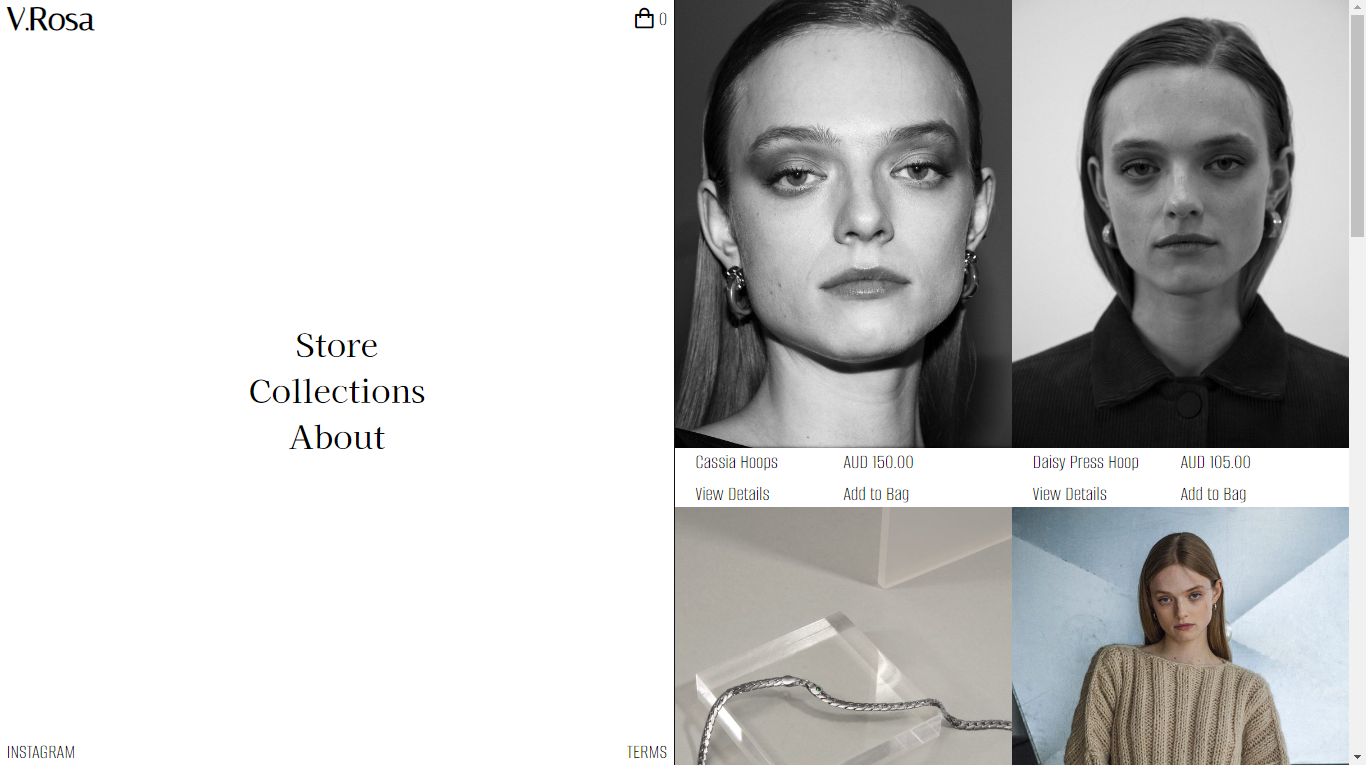 V.Rosa
0
Store
Collections
About
INSTAGRAM
TERMS
Cassia Hoops AUD 150.00
View Details Add to Bag
Daisy Press Hoop AUD 105.00
View Details Add to Bag